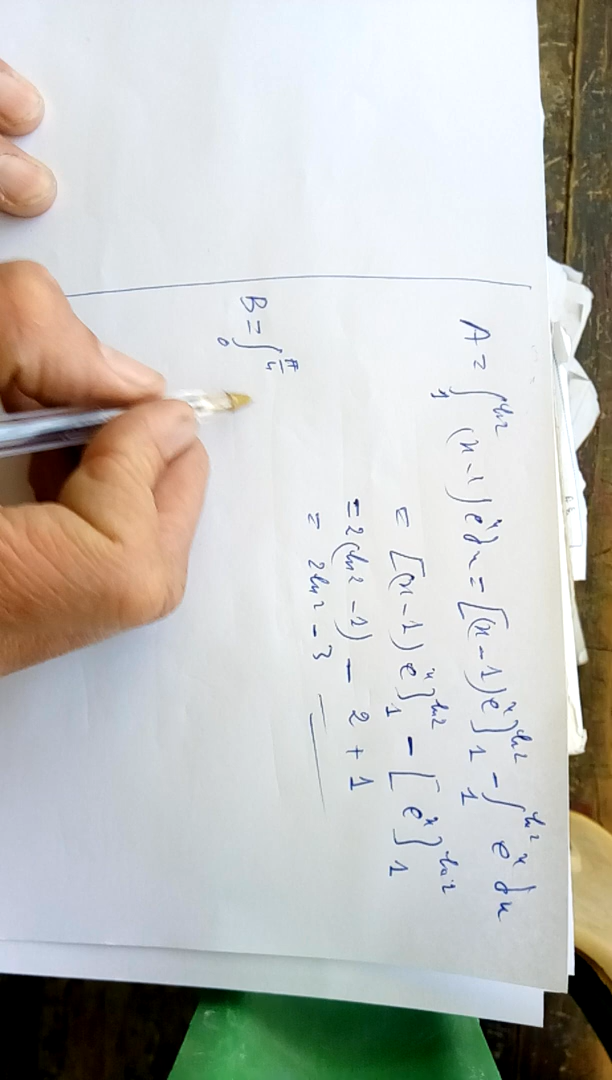 A = ∫₁^{ln2} (x-1)eˣdx = [(x-1)eˣ]₁^{ln2} - ∫₁^{ln2} eˣ dx
= [(x-1)eˣ]₁^{ln2} - [eˣ]₁^{ln2}
= 2(ln2 - 1) - 2 + 1
= 2ln2 - 3
B = ∫₀^{π/4}